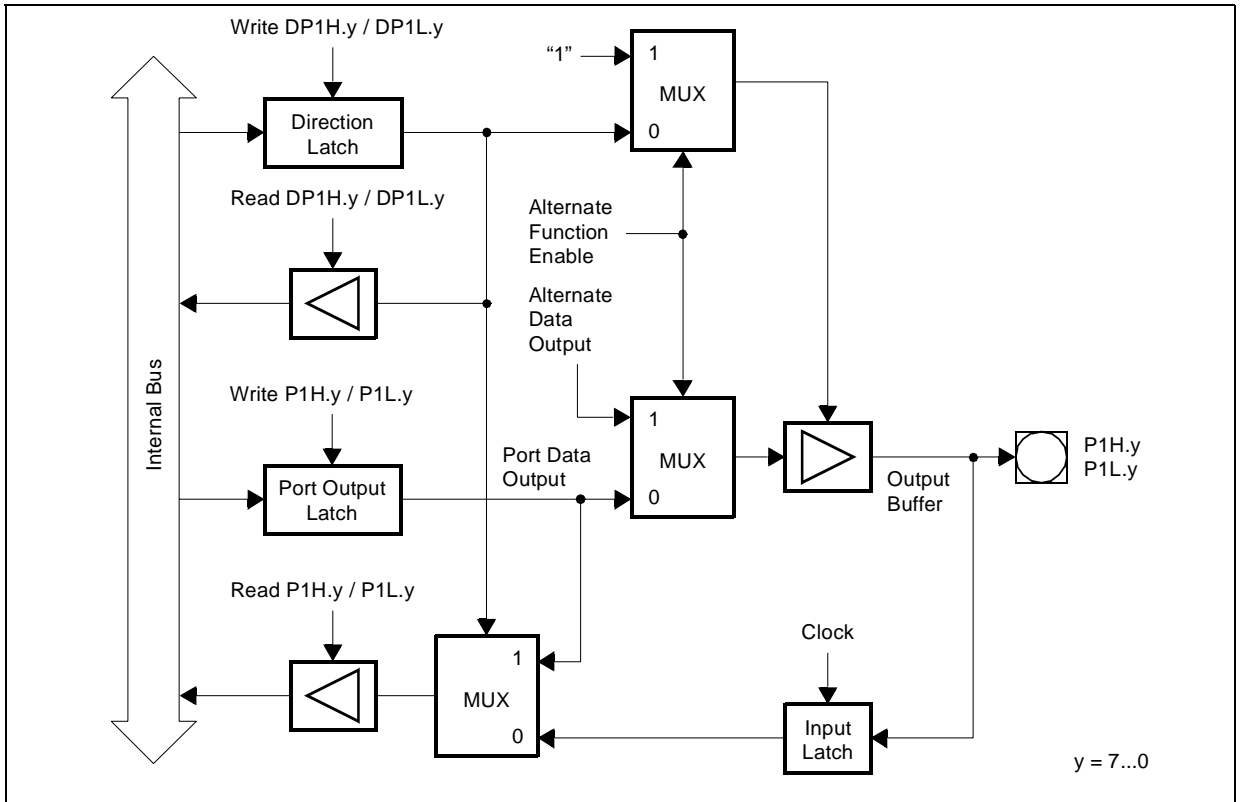 Write DP1H.y / DP1L.y
“1”
1
MUX
0
Direction
Latch
Read DP1H.y / DP1L.y
Alternate
Function
Enable
Alternate
Data
Output
Internal Bus
Write P1H.y / P1L.y
1
MUX
0
Port Data
Output
Port Output
Latch
Output
Buffer
P1H.y
P1L.y
Read P1H.y / P1L.y
Clock
1
MUX
0
Input
Latch
y = 7...0